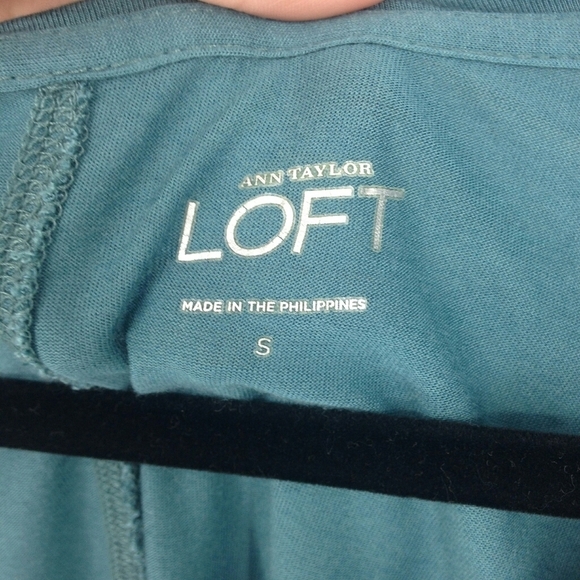 ANN TAYLOR
LOFT
MADE IN THE PHILIPPINES
S